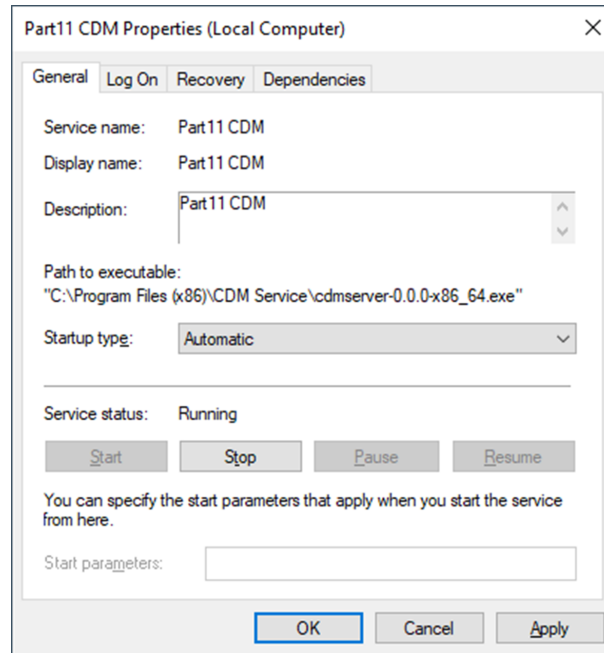 Part11 CDM Properties (Local Computer)
General Log On Recovery Dependencies
Service name: Part11 CDM
Display name: Part11 CDM
Description: Part11 CDM
Path to executable:
"C:\Program Files (x86)\CDM Service\cdmserver-0.0.0-x86_64.exe"
Startup type: Automatic
Service status: Running
Start Stop Pause Resume
You can specify the start parameters that apply when you start the service
from here.
Start parameters:
OK Cancel Apply